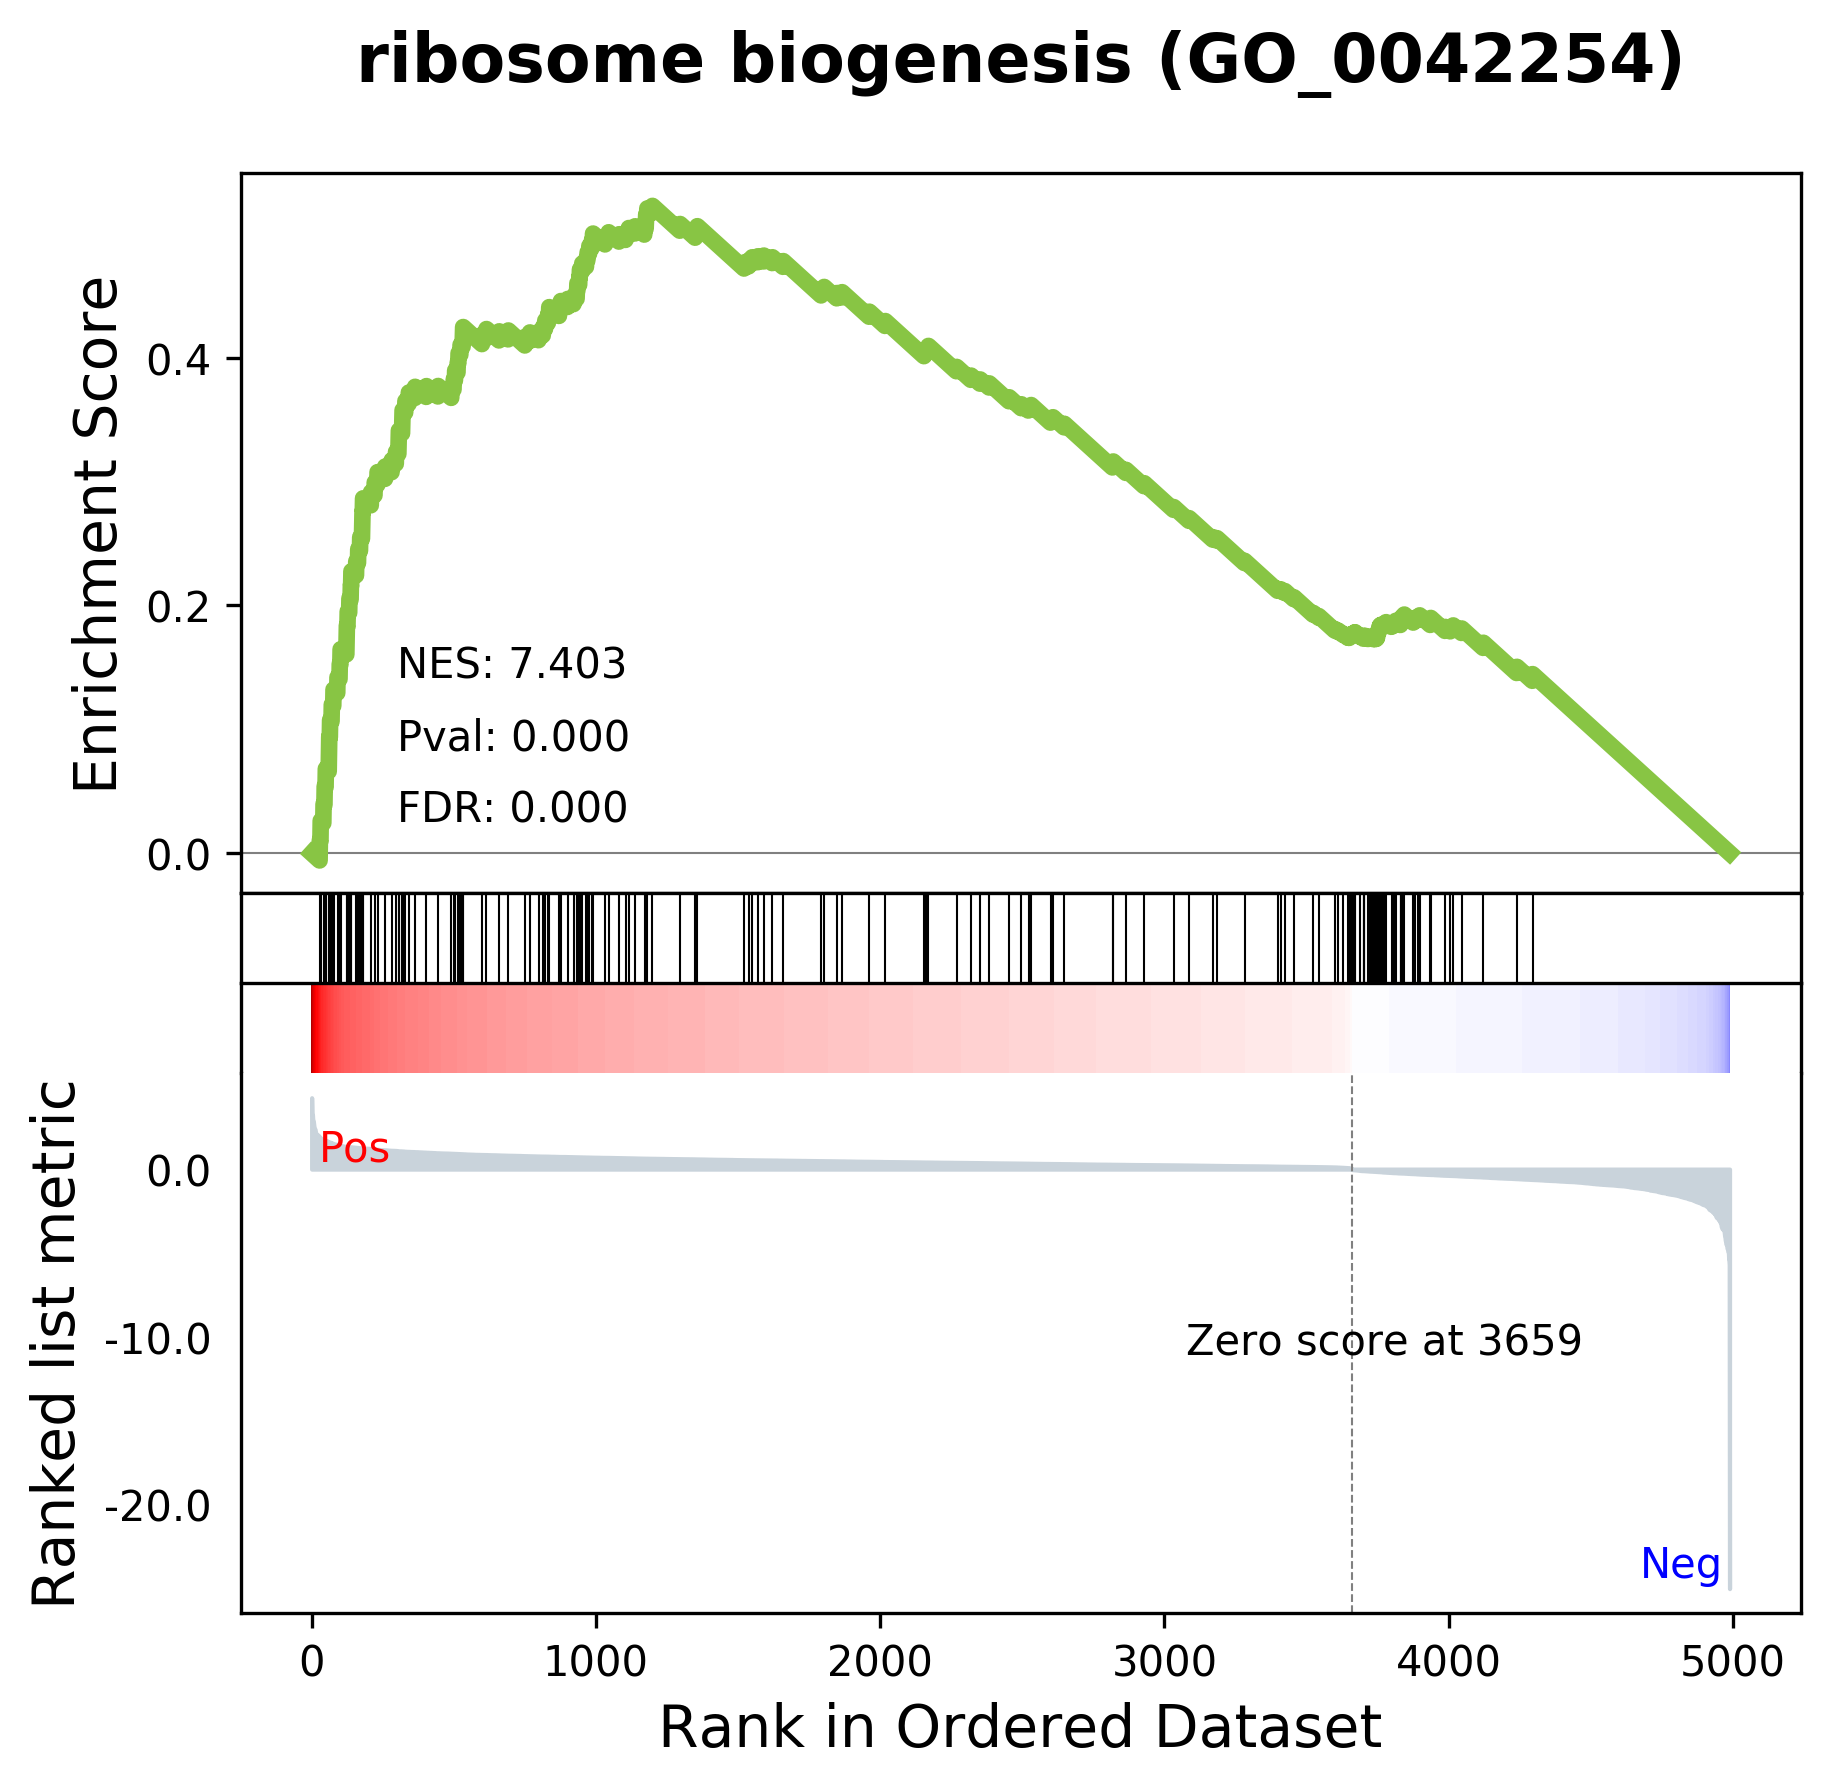 ribosome biogenesis (GO_0042254)
Enrichment Score
0.4
0.2
0.0
NES: 7.403
Pval: 0.000
FDR: 0.000
Ranked list metric
0.0
-10.0
-20.0
Pos
Zero score at 3659
Neg
0 1000 2000 3000 4000 5000
Rank in Ordered Dataset